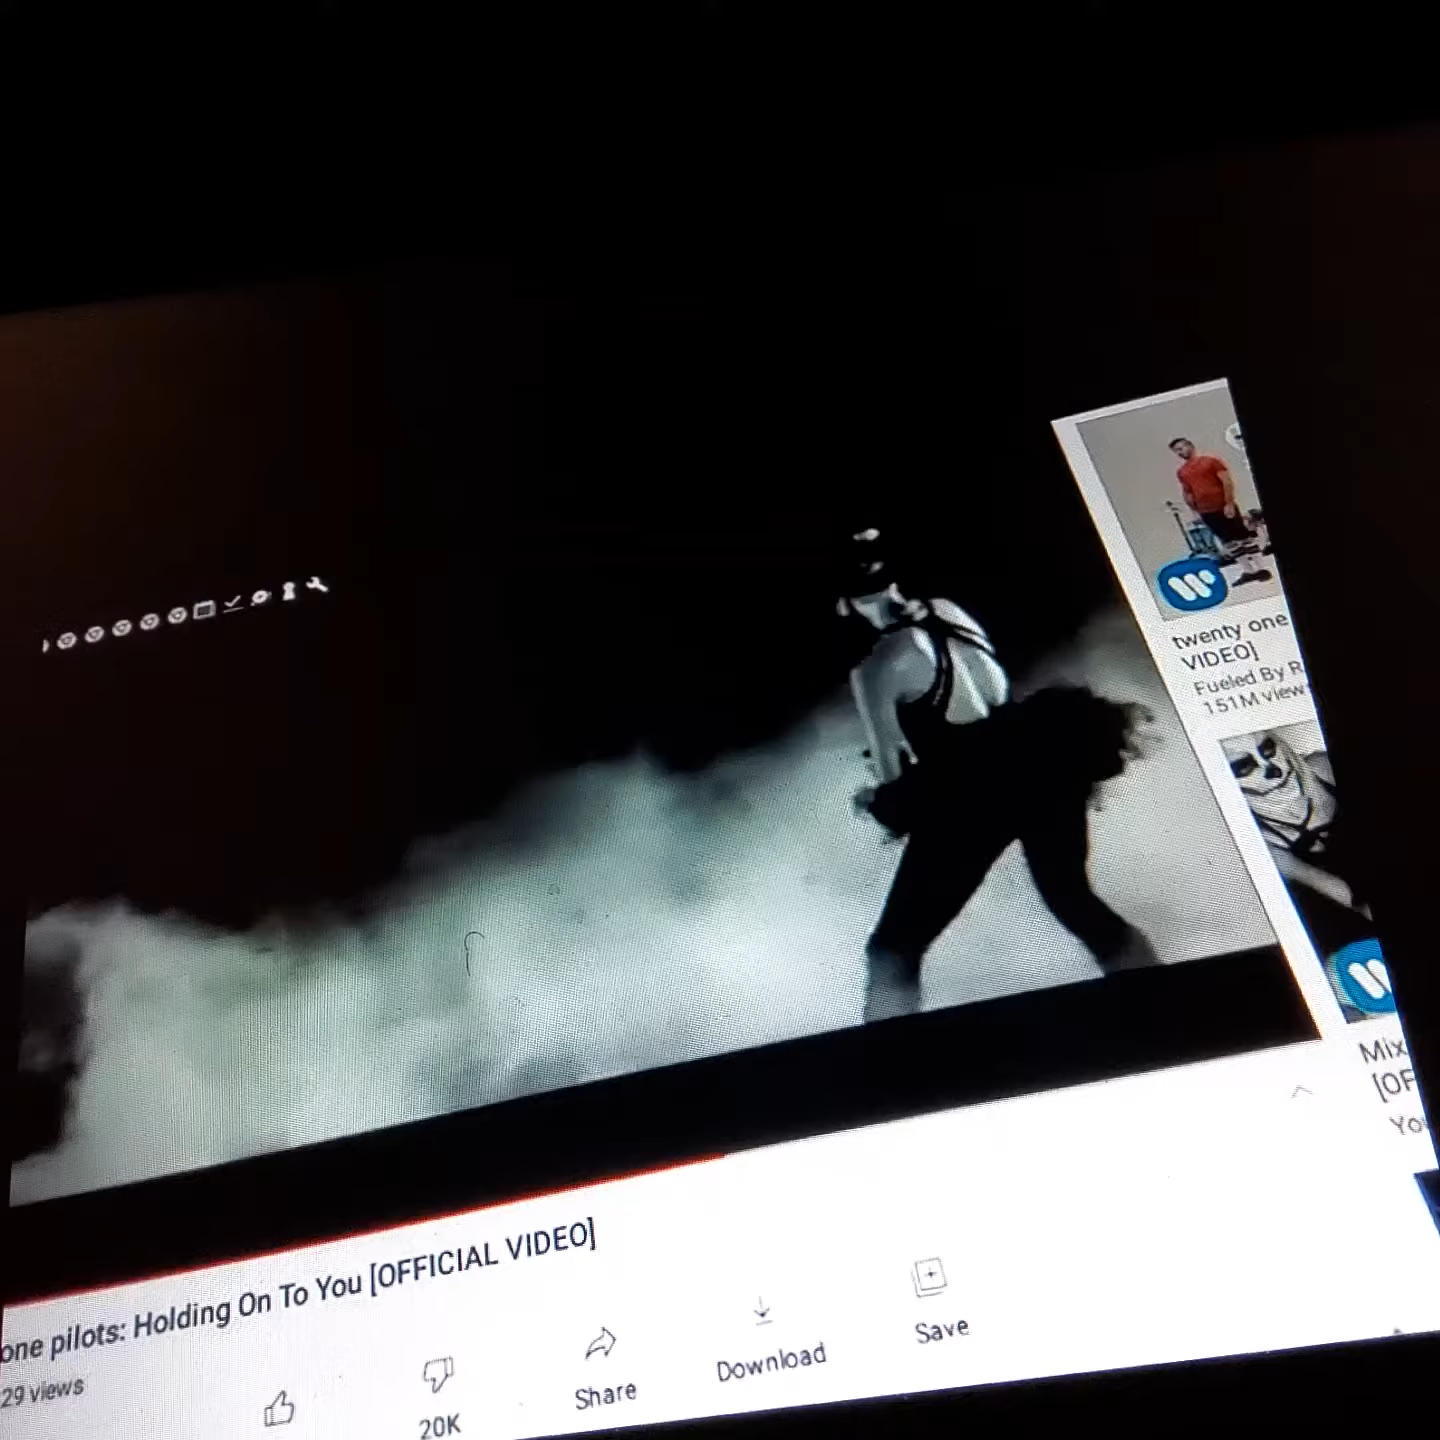 twenty one
VIDEO]
Fueled By R
151M view
Mix
[OF
You
one pilots: Holding On To You [OFFICIAL VIDEO]
29 views
20K
Share
Download
Save